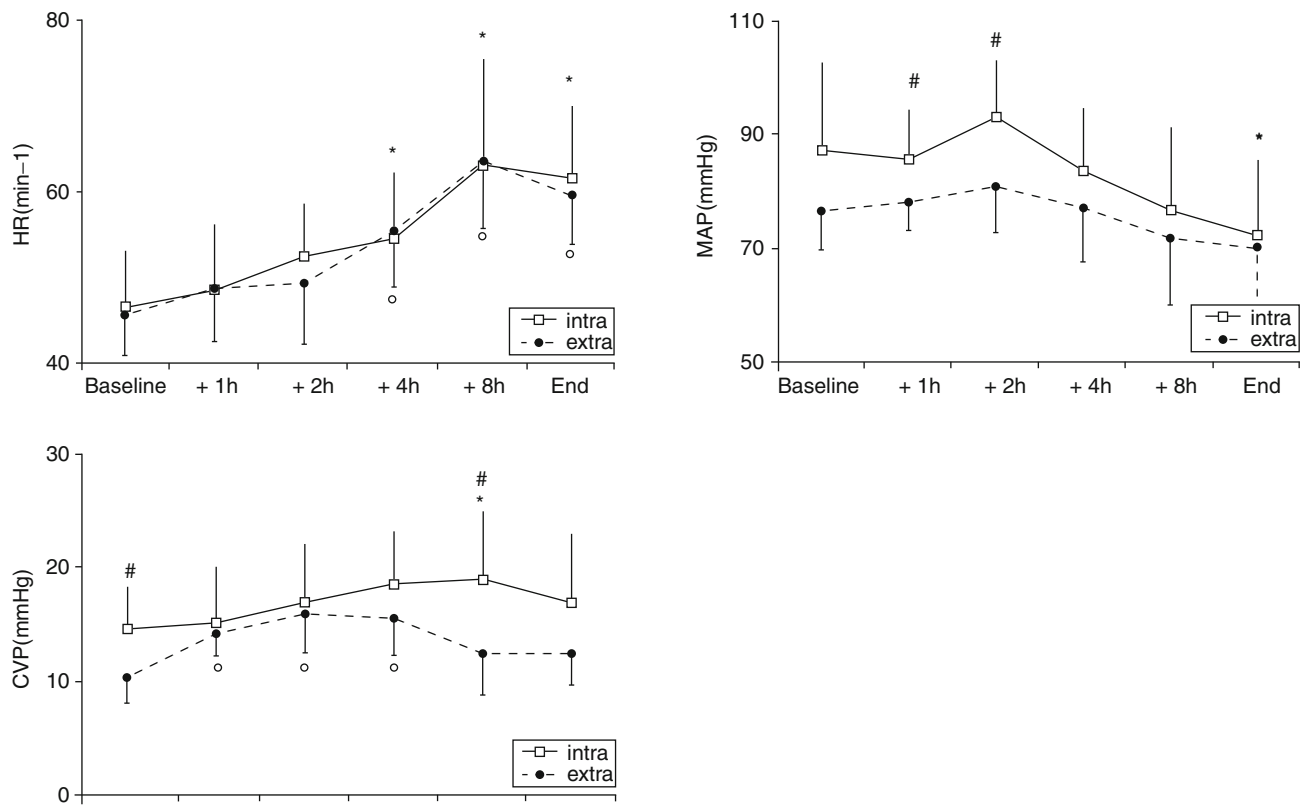 80
60
40
HR(min–1)
*
*
*
intra
extra
Baseline + 1h + 2h + 4h + 8h End
110
90
70
50
MAP(mmHg)
#
#
*
intra
extra
Baseline + 1h + 2h + 4h + 8h End
30
20
10
0
CVP(mmHg)
#
#
*
intra
extra